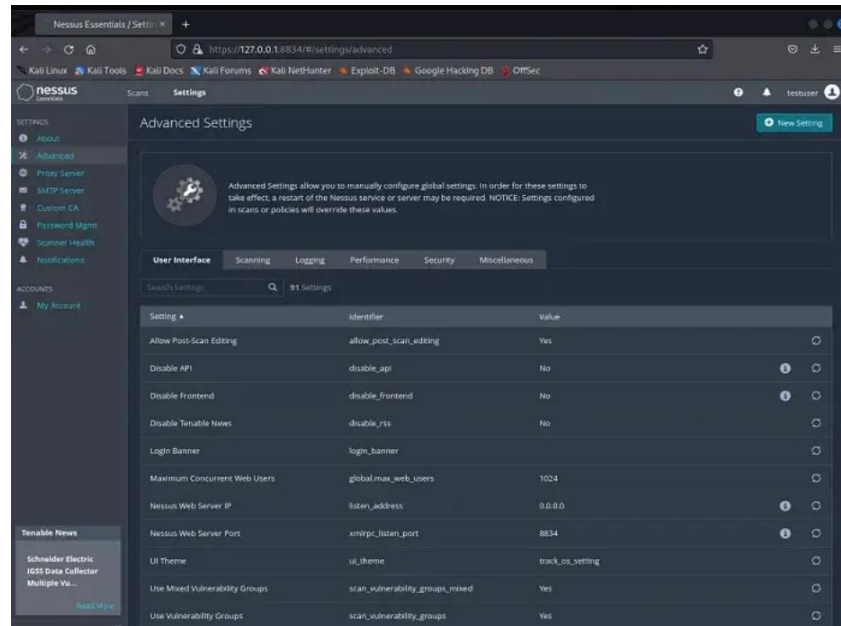 Nessus Essentials / Settin
https://127.0.0.1:8834/#/settings/advanced
Kali Linux Kali Tools Kali Docs Kali Forums Kali NetHunter Exploit-DB Google Hacking DB OffSec
nessus
Essentials
Scans Settings testuser
SETTINGS
About
Advanced
Proxy Server
SMTP Server
Custom CA
Password Mgmt
Scanner Health
Notifications
ACCOUNTS
My Account
Advanced Settings
New Setting
Advanced Settings allow you to manually configure global settings. In order for these settings to
take effect, a restart of the Nessus service or server may be required. NOTICE: Settings configured
in scans or policies will override these values.
User Interface Scanning Logging Performance Security Miscellaneous
Search Settings 91 Settings
Setting Identifier Value
Allow Post-Scan Editing allow_post_scan_editing Yes
Disable API disable_api No
Disable Frontend disable_frontend No
Disable Tenable News disable_rss No
Login Banner login_banner
Maximum Concurrent Web Users global.max_web_users 1024
Nessus Web Server IP listen_address 0.0.0.0
Nessus Web Server Port xmlrpc_listen_port 8834
UI Theme ui_theme track_os_setting
Use Mixed Vulnerability Groups scan_vulnerability_groups_mixed Yes
Use Vulnerability Groups scan_vulnerability_groups Yes
Tenable News
Schneider Electric
IGSS Data Collector
Multiple Vu...
Read More